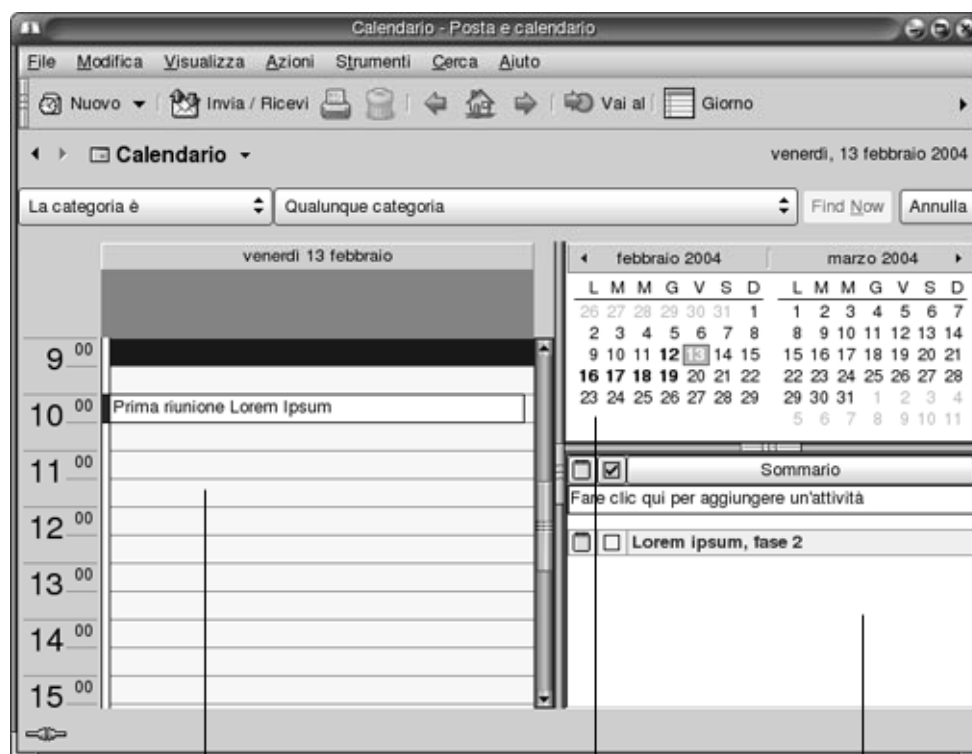 Calendario - Posta e calendario
File Modifica Visualizza Azioni Strumenti Cerca Aiuto
Nuovo Invia / Ricevi Vai al Giorno
Calendario venerdì, 13 febbraio 2004
La categoria è Qualunque categoria Find Now Annulla
venerdì 13 febbraio
9 00
10 00 Prima riunione Lorem Ipsum
11 00
12 00
13 00
14 00
15 00
febbraio 2004
L M M G V S D
26 27 28 29 30 31 1
2 3 4 5 6 7 8
9 10 11 12 13 14 15
16 17 18 19 20 21 22
23 24 25 26 27 28 29
marzo 2004
L M M G V S D
1 2 3 4 5 6 7
8 9 10 11 12 13 14
15 16 17 18 19 20 21
22 23 24 25 26 27 28
29 30 31 1 2 3 4
5 6 7 8 9 10 11
Sommario
Fare clic qui per aggiungere un'attività
Lorem ipsum, fase 2